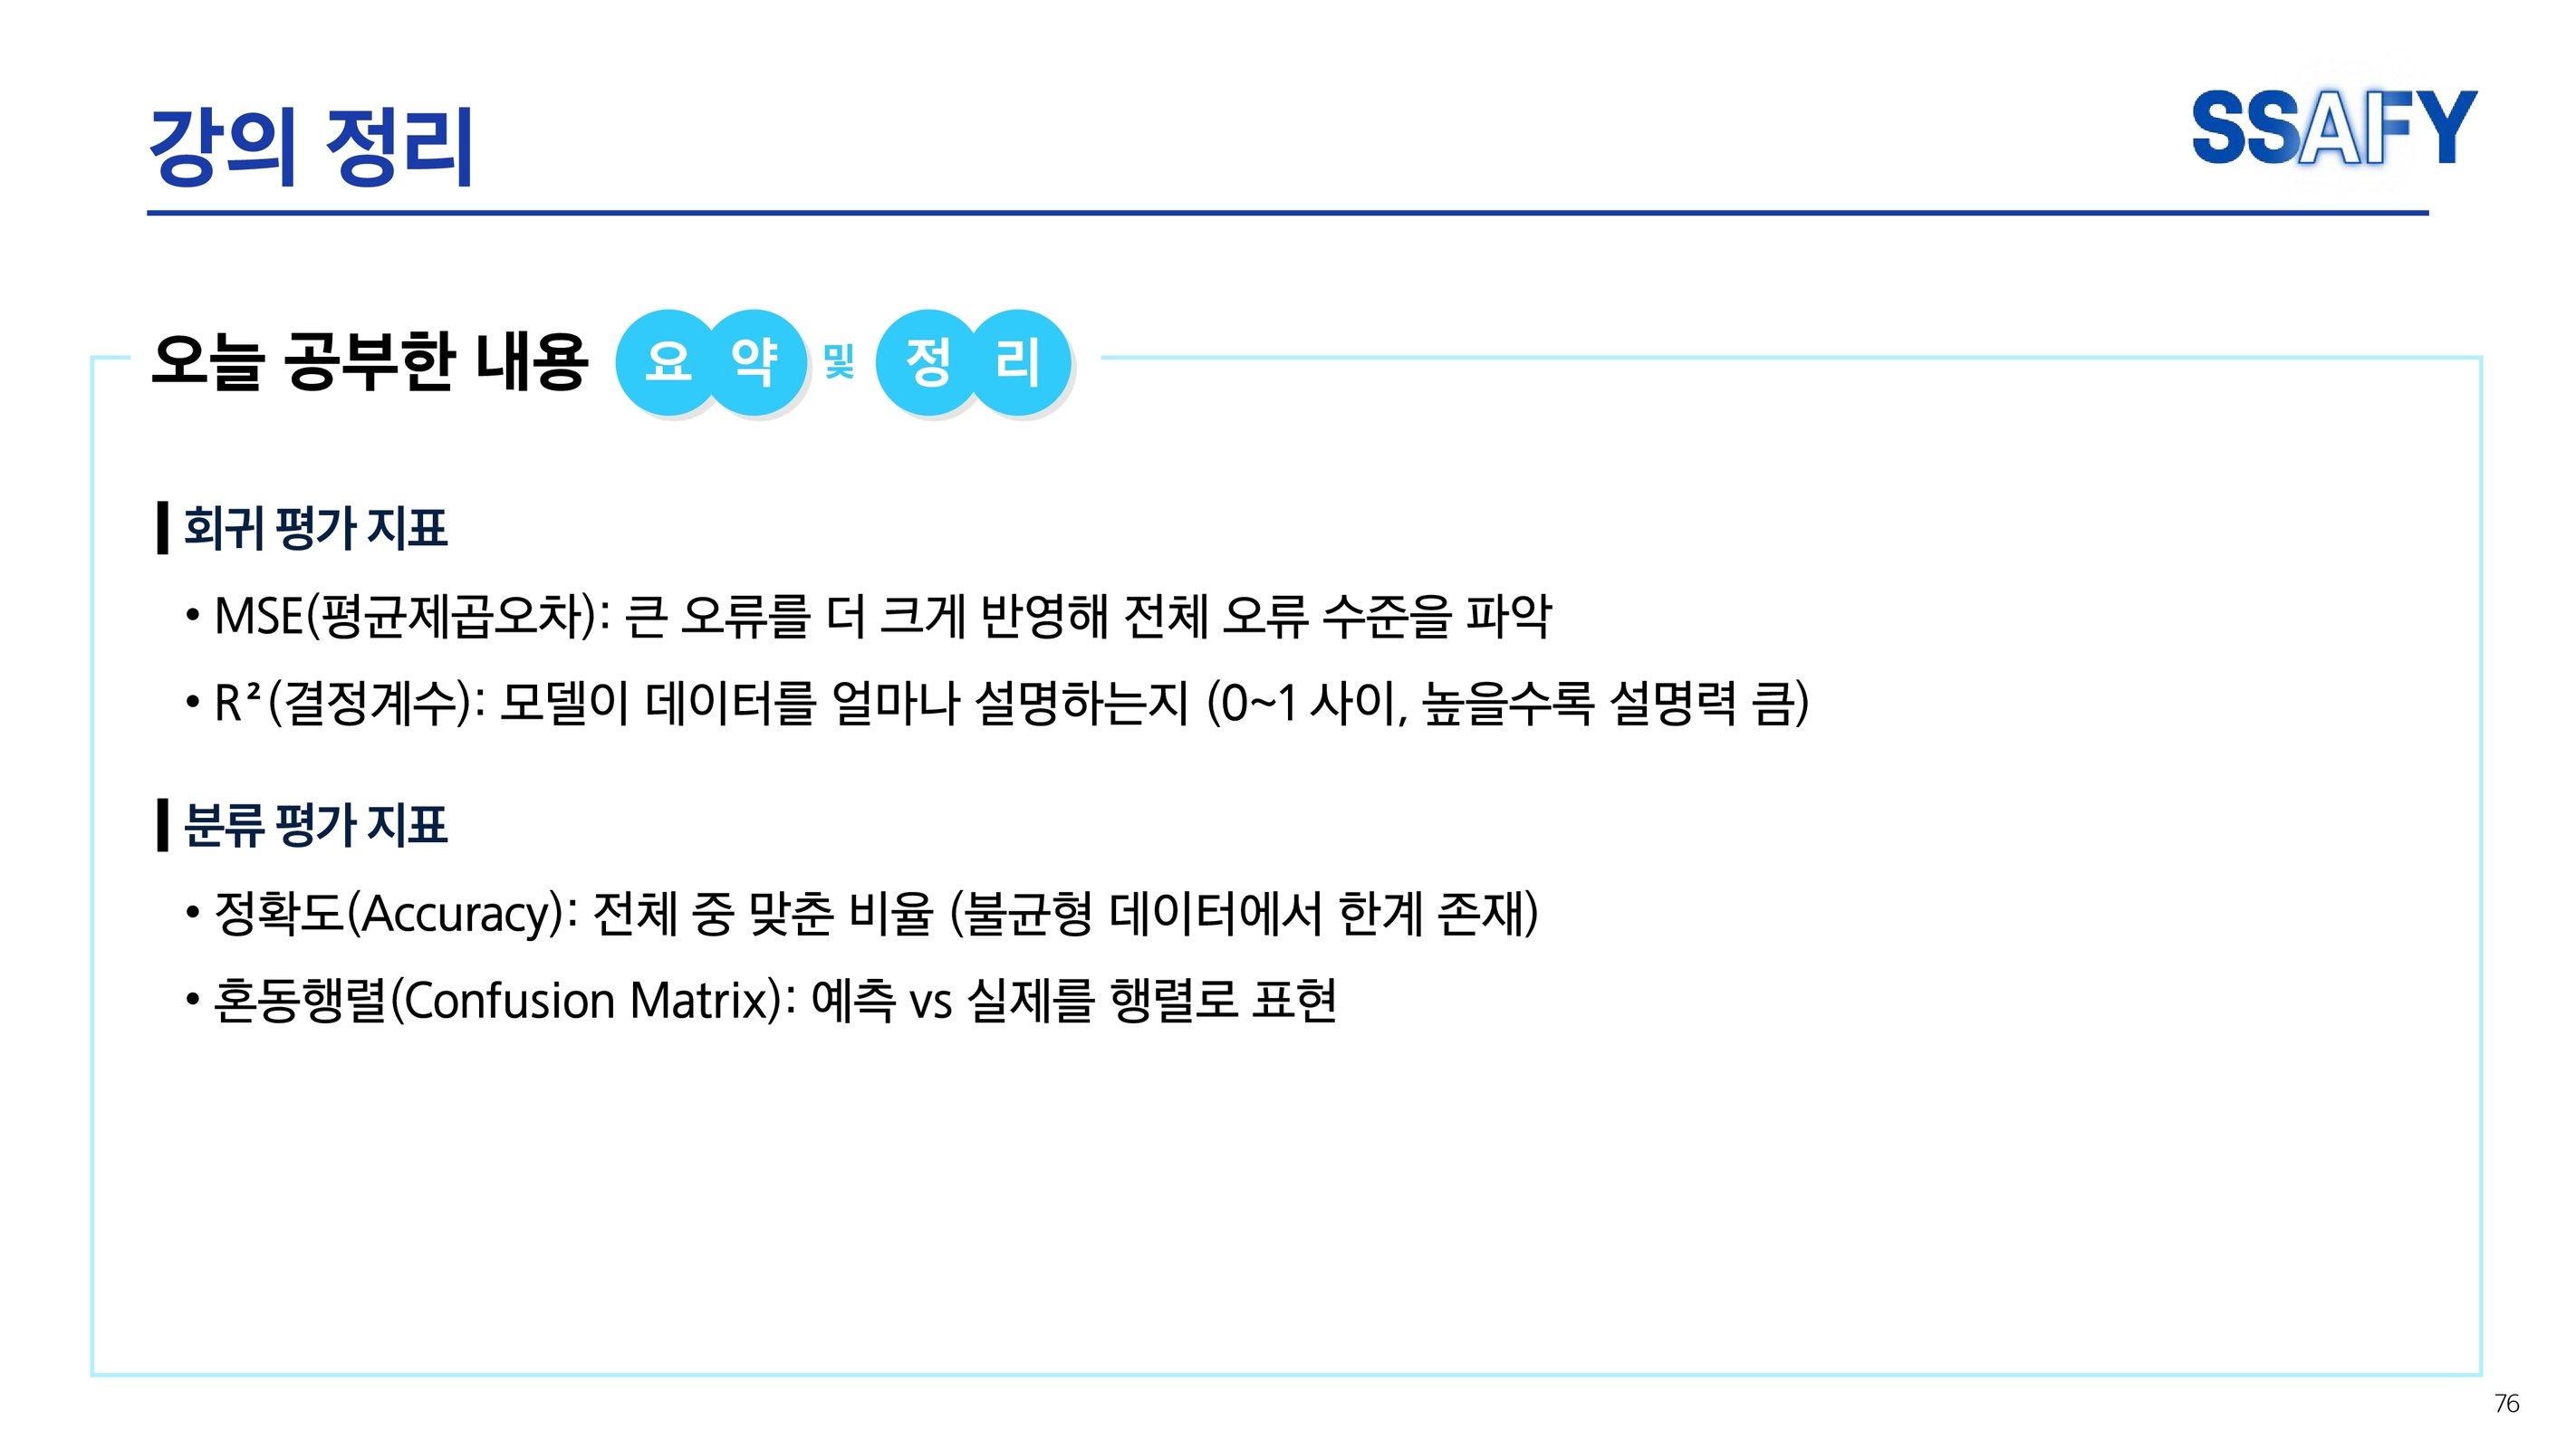 강의 정리
SSAFY
오늘 공부한 내용 요약 및 정리
회귀 평가 지표
• MSE(평균제곱오차): 큰 오류를 더 크게 반영해 전체 오류 수준을 파악
• R²(결정계수): 모델이 데이터를 얼마나 설명하는지 (0~1 사이, 높을수록 설명력 큼)
분류 평가 지표
• 정확도(Accuracy): 전체 중 맞춘 비율 (불균형 데이터에서 한계 존재)
• 혼동행렬(Confusion Matrix): 예측 vs 실제를 행렬로 표현
76